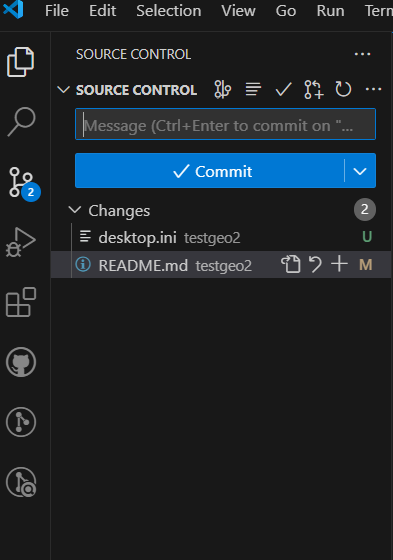 File Edit Selection View Go Run Tern
SOURCE CONTROL
SOURCE CONTROL
Message (Ctrl+Enter to commit on "...
Commit
2
Changes 2
desktop.ini testgeo2 U
README.md testgeo2 M